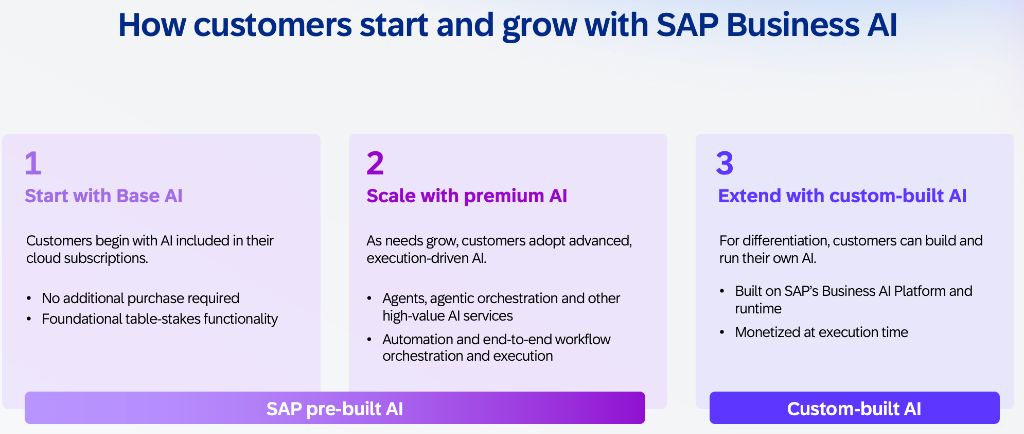 How customers start and grow with SAP Business AI
1
Start with Base AI
Customers begin with AI included in their
cloud subscriptions.
• No additional purchase required
• Foundational table-stakes functionality
2
Scale with premium AI
As needs grow, customers adopt advanced,
execution-driven AI.
• Agents, agentic orchestration and other
high-value AI services
• Automation and end-to-end workflow
orchestration and execution
3
Extend with custom-built AI
For differentiation, customers can build and
run their own AI.
• Built on SAP's Business AI Platform and
runtime
• Monetized at execution time
SAP pre-built AI
Custom-built AI